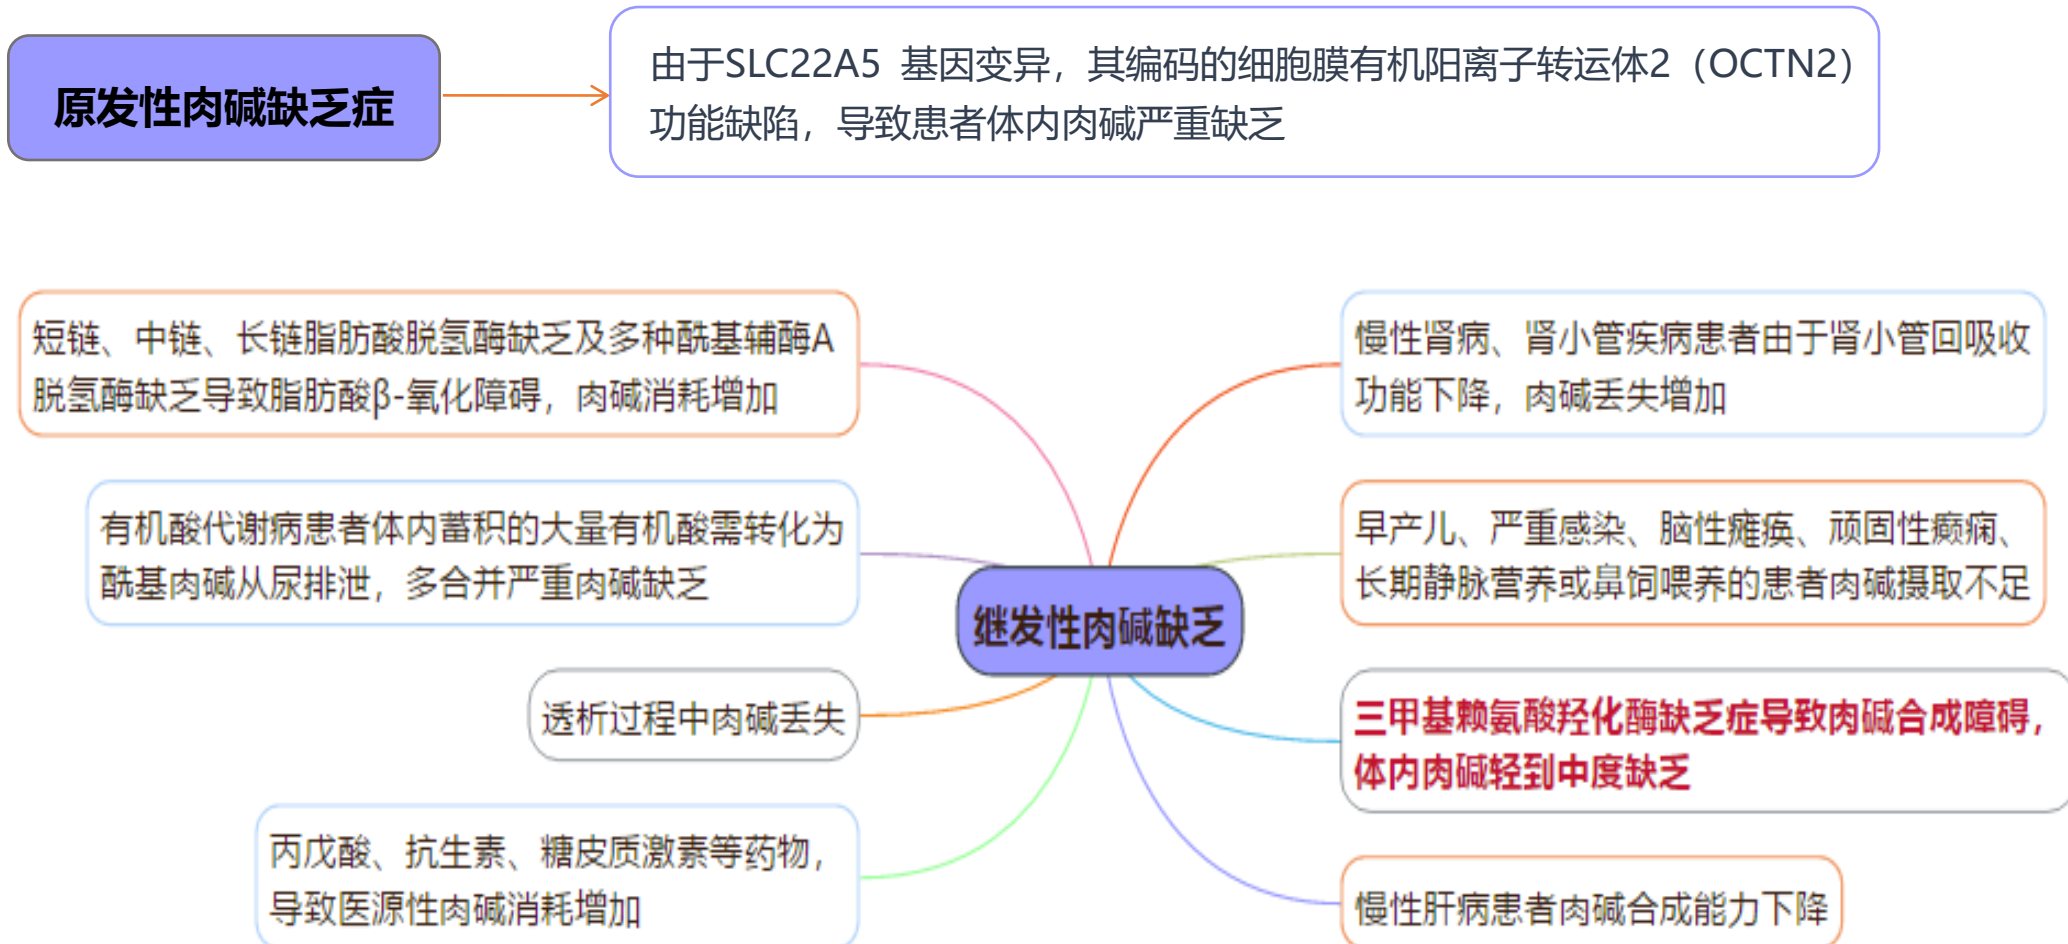 原发性肉碱缺乏症
由于SLC22A5 基因变异，其编码的细胞膜有机阳离子转运体2（OCTN2）
功能缺陷，导致患者体内肉碱严重缺乏
短链、中链、长链脂肪酸脱氢酶缺乏及多种酰基辅酶A
脱氢酶缺乏导致脂肪酸β-氧化障碍，肉碱消耗增加
有机酸代谢病患者体内蓄积的大量有机酸需转化为
酰基肉碱从尿排泄，多合并严重肉碱缺乏
透析过程中肉碱丢失
丙戊酸、抗生素、糖皮质激素等药物，
导致医源性肉碱消耗增加
继发性肉碱缺乏
慢性肾病、肾小管疾病患者由于肾小管回吸收
功能下降，肉碱丢失增加
早产儿、严重感染、脑性瘫痪、顽固性癫痫、
长期静脉营养或鼻饲喂养的患者肉碱摄取不足
三甲基赖氨酸羟化酶缺乏症导致肉碱合成障碍，
体内肉碱轻到中度缺乏
慢性肝病患者肉碱合成能力下降